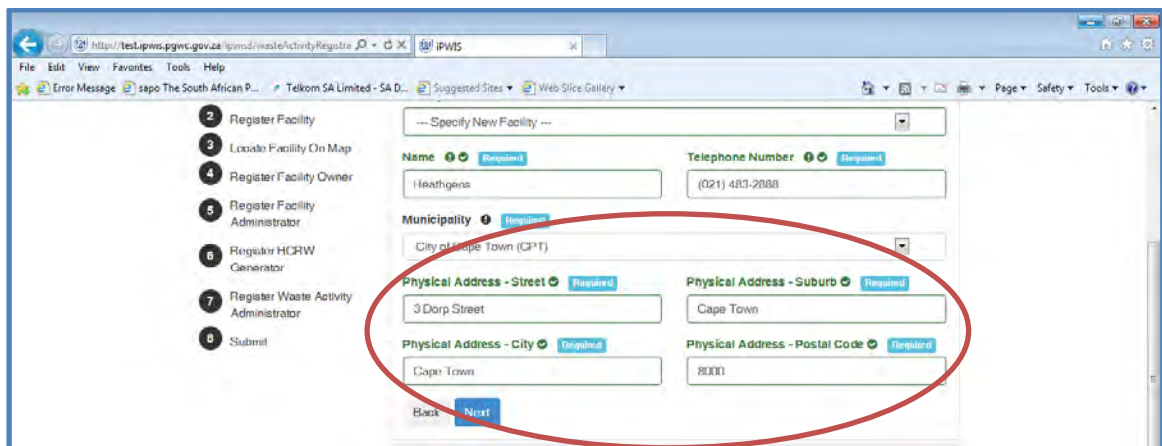 http://test.ipwis.pgwc.gov.za/ipwis3/wasteActivityRegistra
iPWIS
File Edit View Favorites Tools Help
Error Message sapo The South African P... Telkom SA Limited - SA D... Suggested Sites Web Slice Gallery Page Safety Tools
2 Register Facility
3 Locate Facility On Map
4 Register Facility Owner
5 Register Facility
Administrator
6 Register HCRW
Generator
7 Register Waste Activity
Administrator
8 Submit
--- Specify New Facility ---
Name Required Telephone Number Required
Heathgens (021) 483-2888
Municipality Required
City of Cape Town (CPT)
Physical Address - Street Required Physical Address - Suburb Required
3 Dorp Street Cape Town
Physical Address - City Required Physical Address - Postal Code Required
Cape Town 8000
Back Next